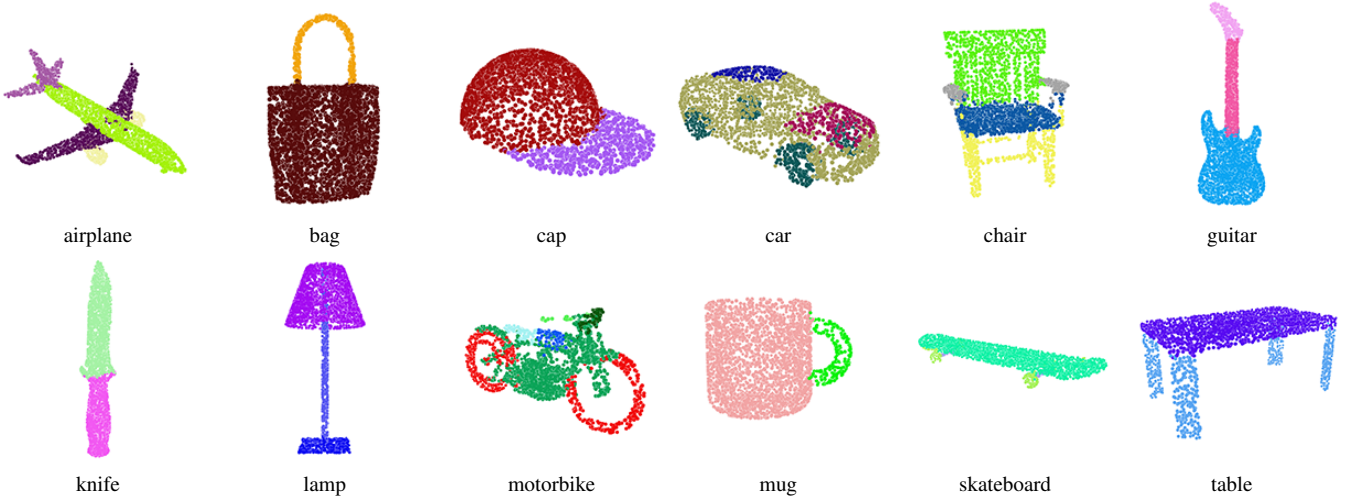 airplane
bag
cap
car
chair
guitar
knife
lamp
motorbike
mug
skateboard
table